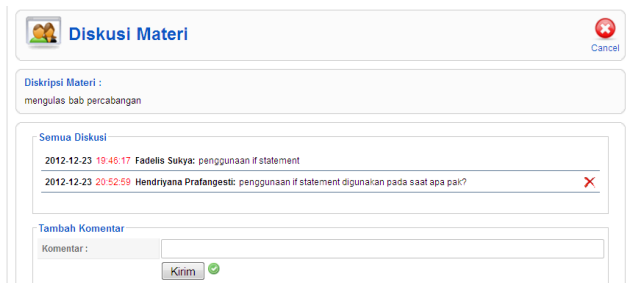 Diskusi Materi
Cancel
Diskripsi Materi :
mengulas bab percabangan
Semua Diskusi
2012-12-23 19:46:17 Fadelis Sukya: penggunaan if statement
2012-12-23 20:52:59 Hendriyana Prafangesti: penggunaan if statement digunakan pada saat apa pak?
Tambah Komentar
Komentar :
Kirim